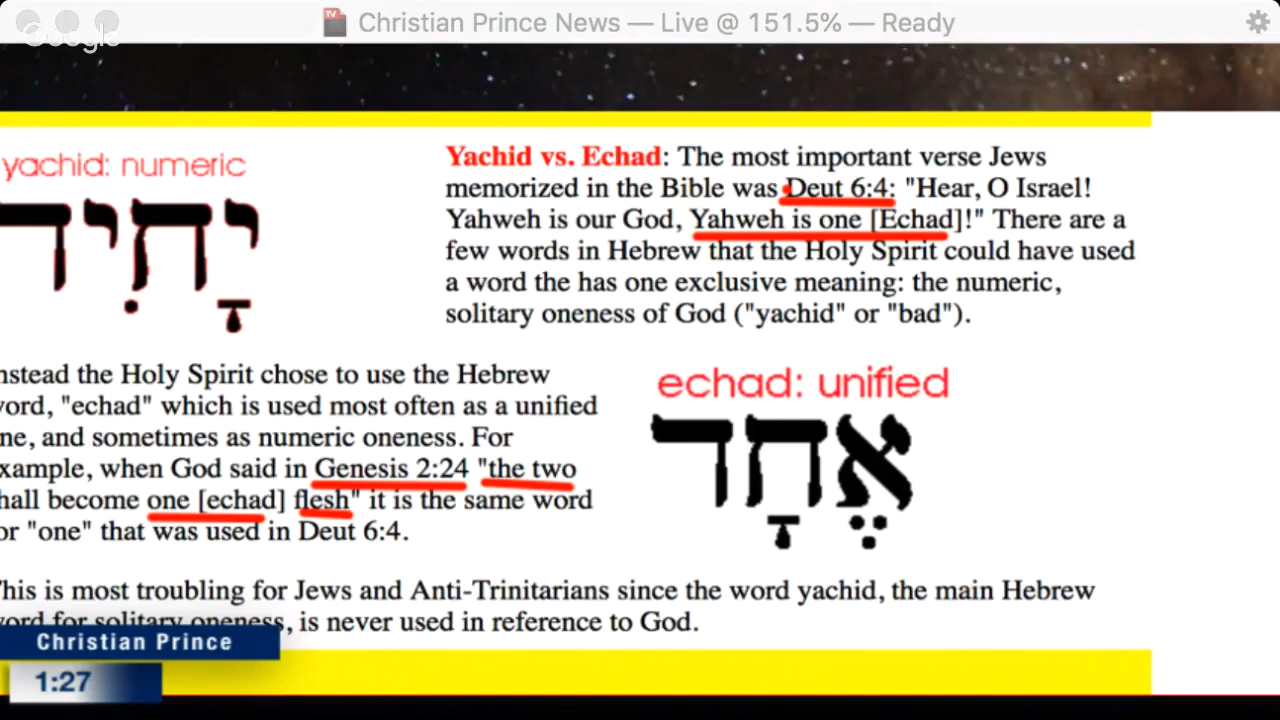 Christian Prince News — Live @ 151.5% — Ready
Google
yachid: numeric
יָחִיד
Yachid vs. Echad: The most important verse Jews
memorized in the Bible was Deut 6:4: "Hear, O Israel!
Yahweh is our God, Yahweh is one [Echad]!" There are a
few words in Hebrew that the Holy Spirit could have used
a word the has one exclusive meaning: the numeric,
solitary oneness of God ("yachid" or "bad").
nstead the Holy Spirit chose to use the Hebrew
vord, "echad" which is used most often as a unified
ne, and sometimes as numeric oneness. For
xample, when God said in Genesis 2:24 "the two
hall become one [echad] flesh" it is the same word
or "one" that was used in Deut 6:4.
echad: unified
אֶחָד
This is most troubling for Jews and Anti-Trinitarians since the word yachid, the main Hebrew
word for solitary oneness, is never used in reference to God.
Christian Prince
1:27